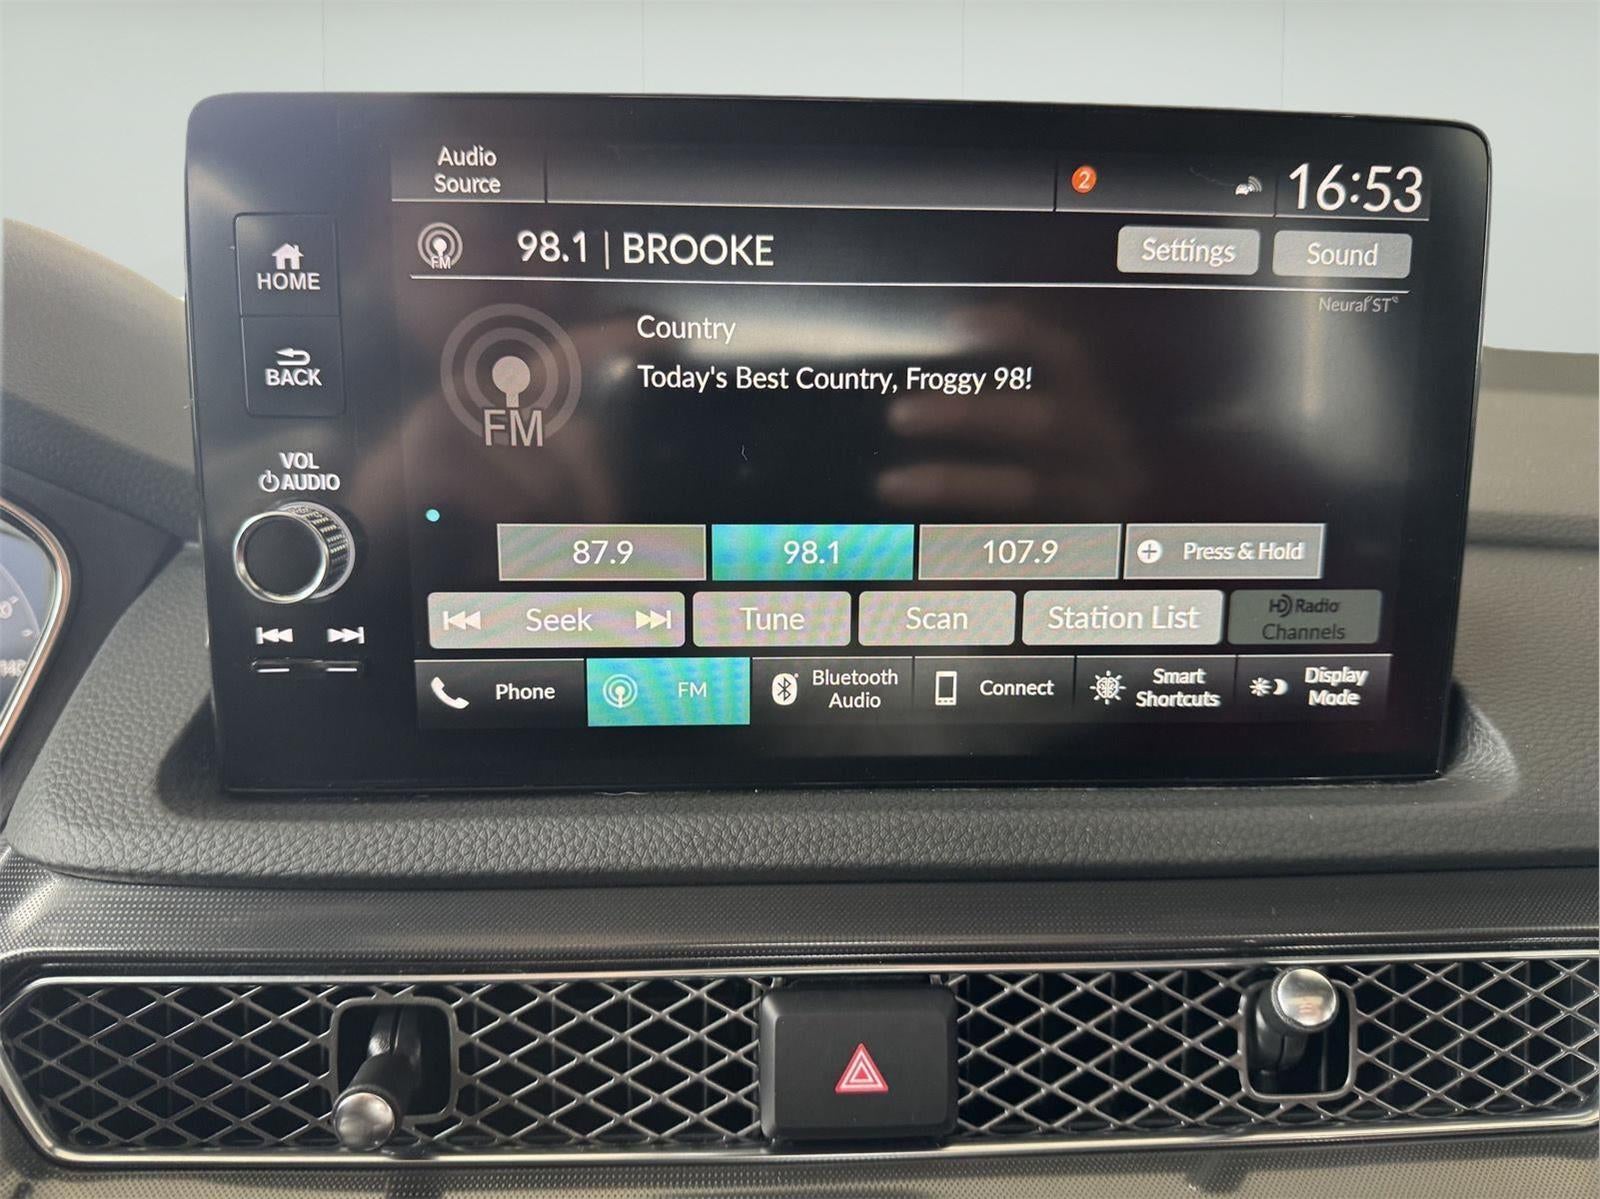 Audio
Source
2
16:53
FM
98.1 | BROOKE
Settings
Sound
Neural ST
HOME
Country
BACK
Today's Best Country, Froggy 98!
FM
VOL
AUDIO
87.9
98.1
107.9
Press & Hold
Seek
Tune
Scan
Station List
HD Radio
Channels
Phone
FM
Bluetooth
Audio
Connect
Smart
Shortcuts
Display
Mode